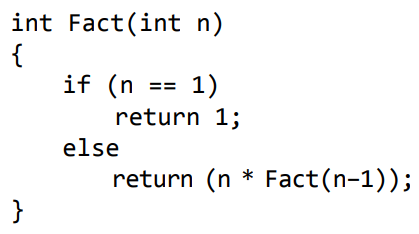 int Fact(int n)
{
    if (n == 1)
        return 1;
    else
        return (n * Fact(n-1));
}